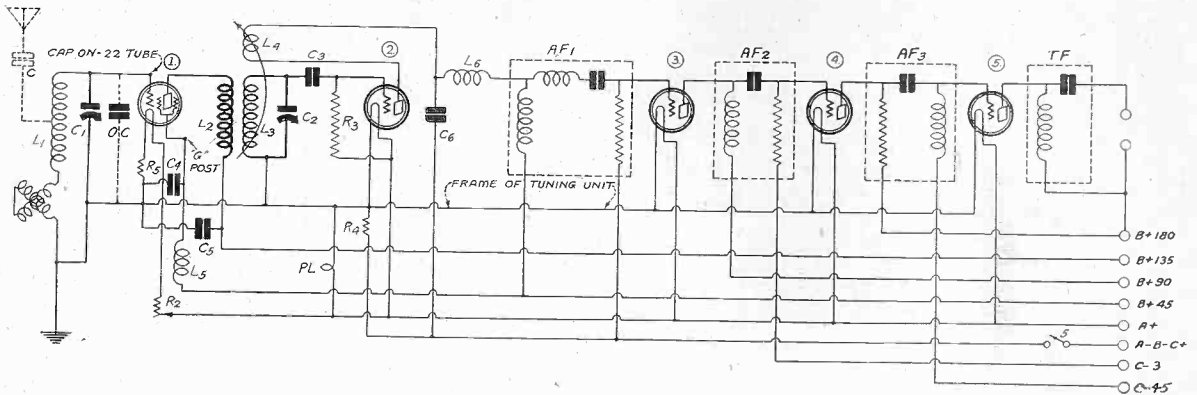 C
CAP ON-22 TUBE
1
L1
C1
OC
R5
C4
"G" POST
L2
L4
L3
C3
C2
R3
2
C6
L6
AF1
3
AF2
4
AF3
5
TF
FRAME OF TUNING UNIT
C5
L5
R2
PL
R4
B+180
B+135
B+90
B+45
A+
S
A-B-C+
C-3
C-45